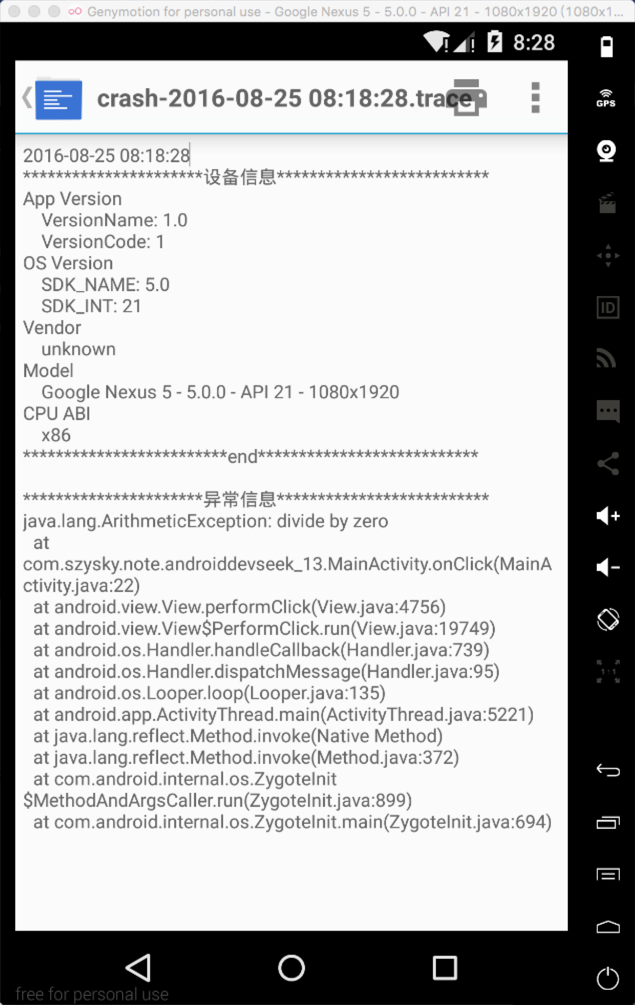 Genymotion for personal use - Google Nexus 5 - 5.0.0 - API 21 - 1080x1920 (1080x1...
8:28
crash-2016-08-25 08:18:28.trace
GPS
2016-08-25 08:18:28
**********************设备信息**************************
App Version
VersionName: 1.0
VersionCode: 1
OS Version
SDK_NAME: 5.0
SDK_INT: 21
Vendor
unknown
Model
Google Nexus 5 - 5.0.0 - API 21 - 1080x1920
CPU ABI
x86
*************************end***************************
**********************异常信息**************************
java.lang.ArithmeticException: divide by zero
at
com.szysky.note.androiddevseek_13.MainActivity.onClick(MainA
ctivity.java:22)
at android.view.View.performClick(View.java:4756)
at android.view.View$PerformClick.run(View.java:19749)
at android.os.Handler.handleCallback(Handler.java:739)
at android.os.Handler.dispatchMessage(Handler.java:95)
at android.os.Looper.loop(Looper.java:135)
at android.app.ActivityThread.main(ActivityThread.java:5221)
at java.lang.reflect.Method.invoke(Native Method)
at java.lang.reflect.Method.invoke(Method.java:372)
at com.android.internal.os.ZygoteInit
$MethodAndArgsCaller.run(ZygoteInit.java:899)
at com.android.internal.os.ZygoteInit.main(ZygoteInit.java:694)
ID
1:1
free for personal use